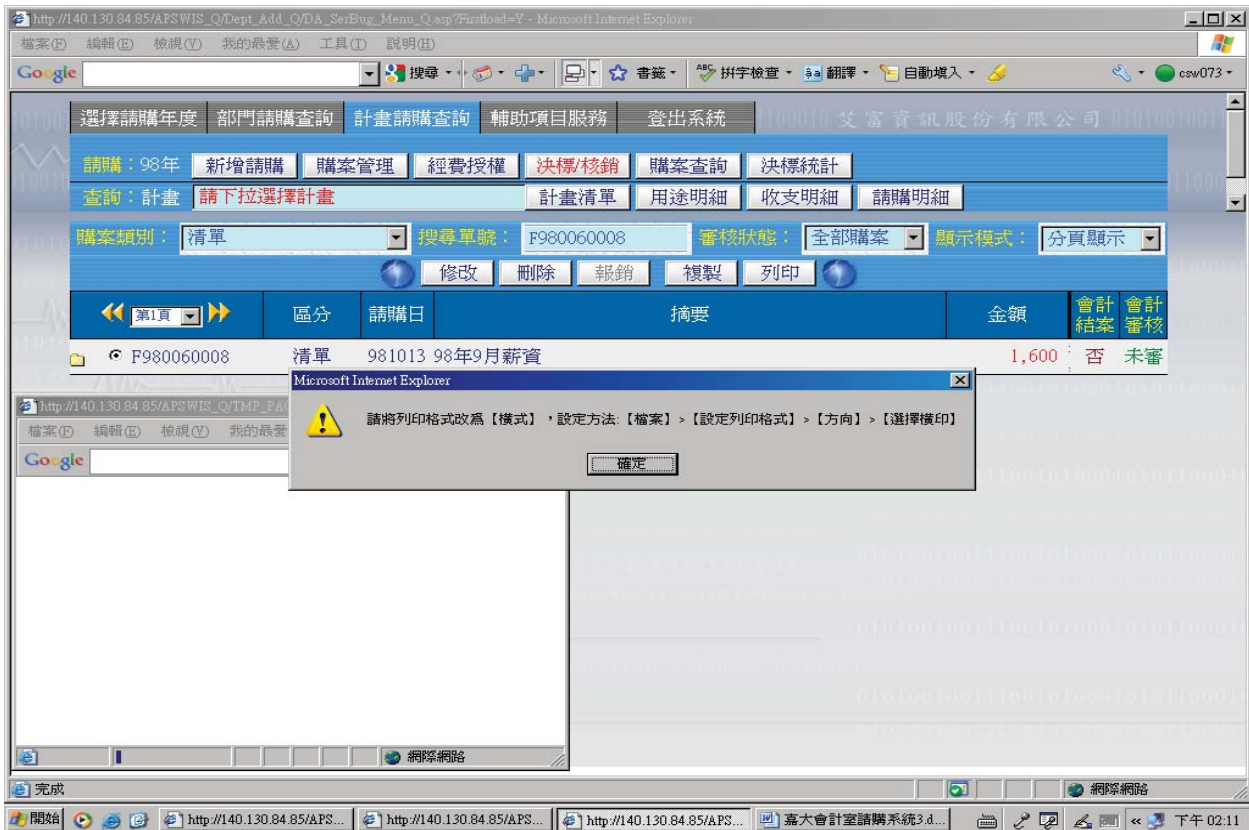 http://140.130.84.85/APSWIS_Q/Dept_Add_Q/DA_SerBug_Menu_Q.asp?Firstload=Y - Microsoft Internet Explorer
檔案(F) 編輯(E) 檢視(V) 我的最愛(A) 工具(T) 說明(H)
Google 搜尋 書籤 拼字檢查 翻譯 自動填入 csw073
選擇請購年度 部門請購查詢 計畫請購查詢 輔助項目服務 登出系統 艾富資訊股份有限公司
請購：98年 新增請購 購案管理 經費授權 決標/核銷 購案查詢 決標統計
查詢：計畫 請下拉選擇計畫 計畫清單 用途明細 收支明細 請購明細
購案類別： 清單 搜尋單號： F980060008 審核狀態： 全部購案 顯示模式： 分頁顯示
修改 刪除 報銷 複製 列印
第1頁 區分 請購日 摘要 金額 會計結案 會計審核
F980060008 清單 981013 98年9月薪資 1,600 否 未審
Microsoft Internet Explorer
http://140.130.84.85/APSWIS_Q/TMP_PAG
請將列印格式改為【橫式】，設定方法:【檔案】>【設定列印格式】>【方向】>【選擇橫印】
檔案(F) 編輯(E) 檢視(V) 我的最愛
Google
確定
網際網路
完成 網際網路
開始 http://140.130.84.85/APS... http://140.130.84.85/APS... http://140.130.84.85/APS... 嘉大會計室請購系統3.d... 下午 02:11